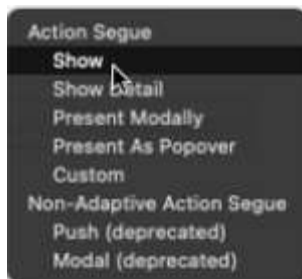 Action Segue
Show
Show Detail
Present Modally
Present As Popover
Custom
Non-Adaptive Action Segue
Push (deprecated)
Modal (deprecated)